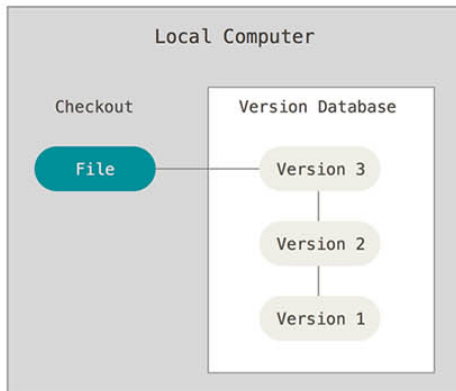 Local Computer
Checkout
Version Database
File
Version 3
Version 2
Version 1